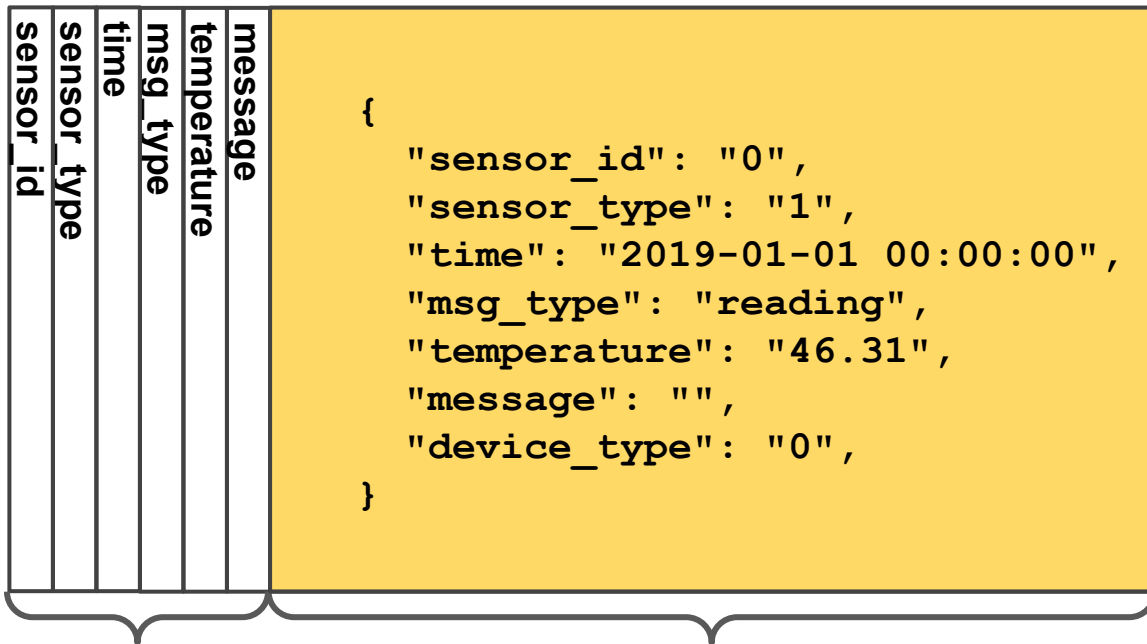 sensor_id
sensor_type
time
msg_type
temperature
message
{
"sensor_id": "0",
"sensor_type": "1",
"time": "2019-01-01 00:00:00",
"msg_type": "reading",
"temperature": "46.31",
"message": "",
"device_type": "0",
}